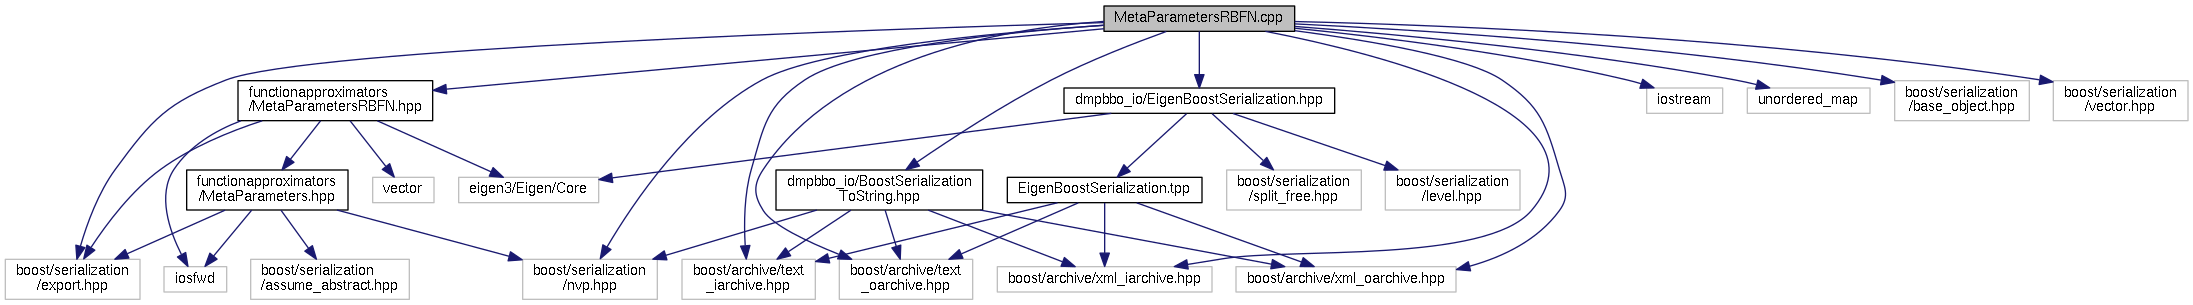 MetaParametersRBFN.cpp
functionapproximators
/MetaParametersRBFN.hpp
dmpbbo_io/EigenBoostSerialization.hpp
iostream
unordered_map
boost/serialization
/base_object.hpp
boost/serialization
/vector.hpp
functionapproximators
/MetaParameters.hpp
vector
eigen3/Eigen/Core
dmpbbo_io/BoostSerialization
ToString.hpp
EigenBoostSerialization.tpp
boost/serialization
/split_free.hpp
boost/serialization
/level.hpp
boost/serialization
/export.hpp
iosfwd
boost/serialization
/assume_abstract.hpp
boost/serialization
/nvp.hpp
boost/archive/text
_iarchive.hpp
boost/archive/text
_oarchive.hpp
boost/archive/xml_iarchive.hpp
boost/archive/xml_oarchive.hpp